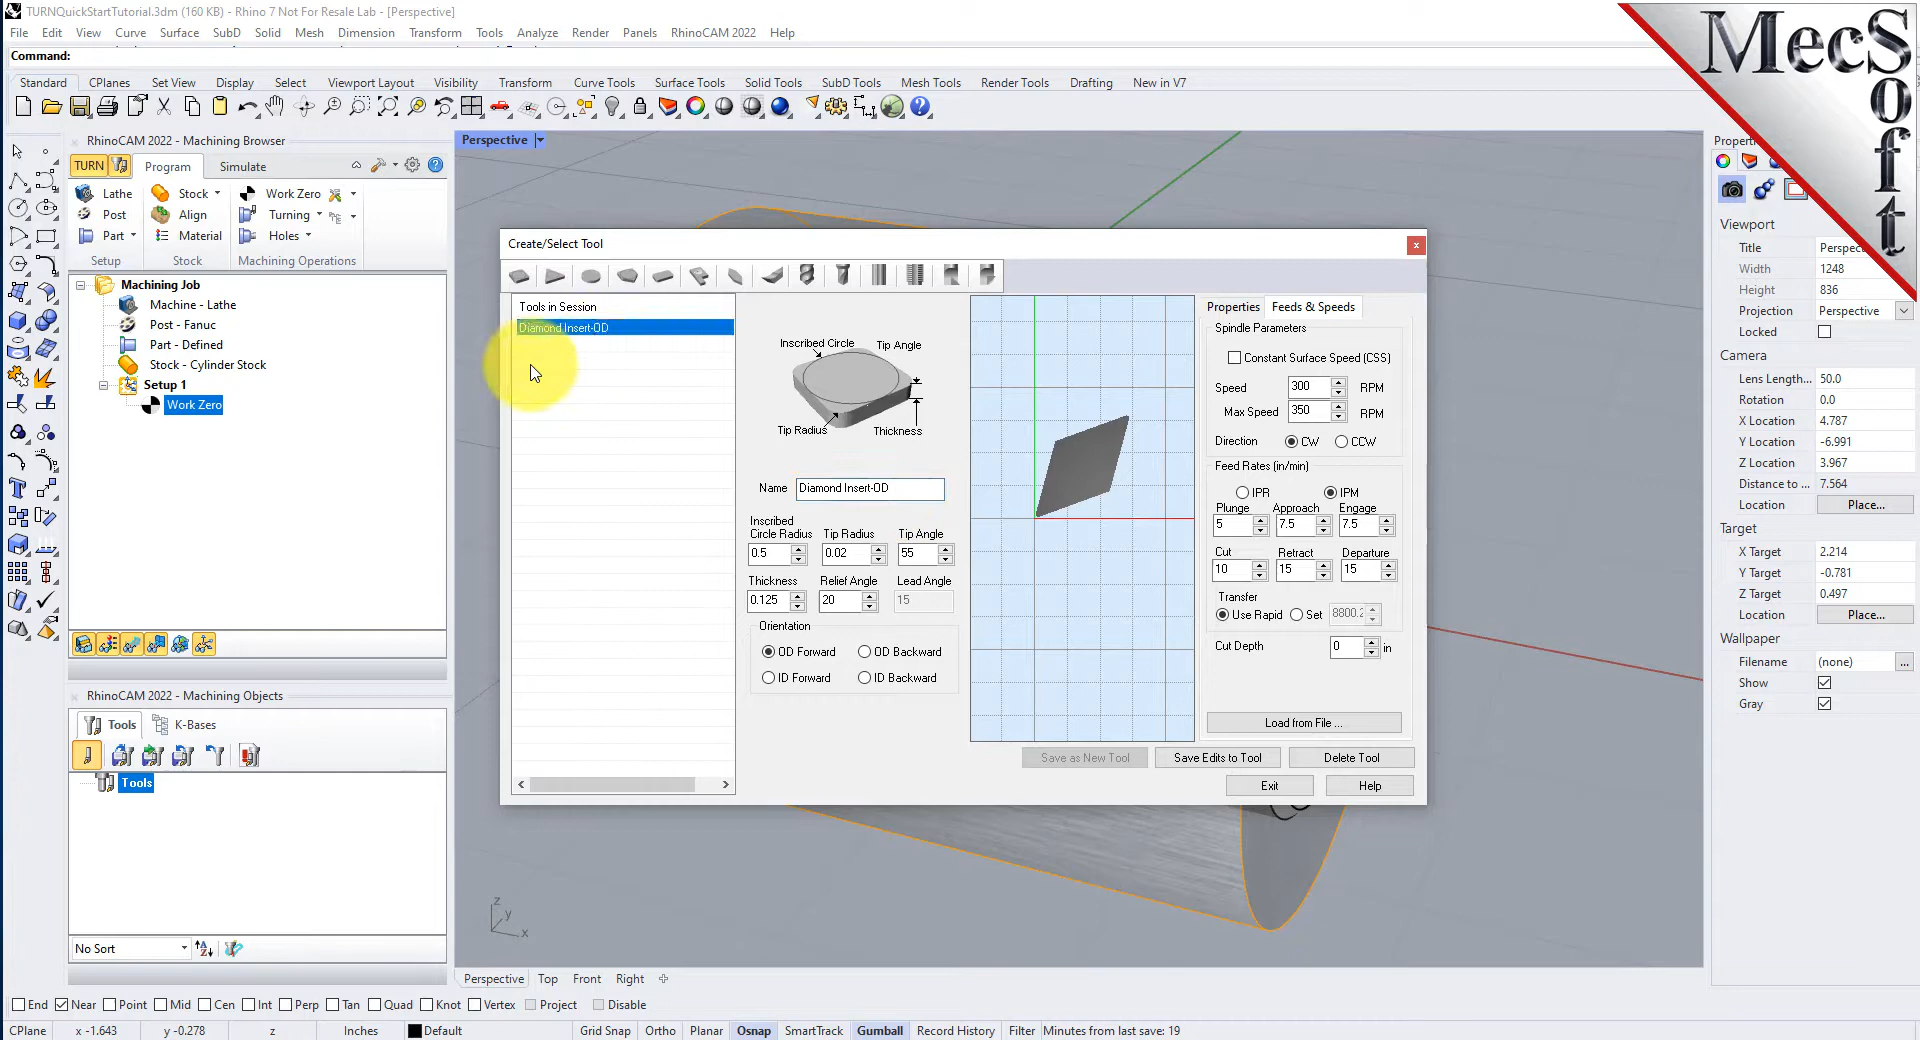 TURNQuickStartTutorial.3dm (160 KB) - Rhino 7 Not For Resale Lab - [Perspective]
File Edit View Curve Surface SubD Solid Mesh Dimension Transform Tools Analyze Render Panels RhinoCAM 2022 Help
Command:
Standard CPlanes Set View Display Select Viewport Layout Visibility Transform Curve Tools Surface Tools Solid Tools SubD Tools Mesh Tools Render Tools Drafting New in V7
MecSoft
RhinoCAM 2022 - Machining Browser
TURN Program Simulate
Lathe Stock Work Zero
Post Align Turning
Part Material Holes
Setup Stock Machining Operations
Machining Job
Machine - Lathe
Post - Fanuc
Part - Defined
Stock - Cylinder Stock
Setup 1
Work Zero
RhinoCAM 2022 - Machining Objects
Tools K-Bases
Tools
No Sort
Perspective
Create/Select Tool
Tools in Session
Diamond Insert-OD
Inscribed Circle Tip Angle
Tip Radius Thickness
Name Diamond Insert-OD
Inscribed
Circle Radius Tip Radius Tip Angle
0.5 0.02 55
Thickness Relief Angle Lead Angle
0.125 20 15
Orientation
OD Forward OD Backward
ID Forward ID Backward
Properties Feeds & Speeds
Spindle Parameters
Constant Surface Speed (CSS)
Speed 300 RPM
Max Speed 350 RPM
Direction CW CCW
Feed Rates (in/min)
IPR IPM
Plunge Approach Engage
5 7.5 7.5
Cut Retract Departure
10 15 15
Transfer
Use Rapid Set 8800.2
Cut Depth 0 in
Load from File ...
Save as New Tool Save Edits to Tool Delete Tool
Exit Help
z
y
x
Perspective Top Front Right
Viewport
Title
Width 1248
Height 836
Projection Perspective
Locked
Camera
Lens Length... 50.0
Rotation 0.0
X Location 4.787
Y Location -6.991
Z Location 3.967
Distance to ... 7.564
Location Place...
Target
X Target 2.214
Y Target -0.781
Z Target 0.497
Location Place...
Wallpaper
Filename (none) ...
Show
Gray
End Near Point Mid Cen Int Perp Tan Quad Knot Vertex Project Disable
CPlane x -1.643 y -0.278 z Inches Default Grid Snap Ortho Planar Osnap SmartTrack Gumball Record History Filter Minutes from last save: 19